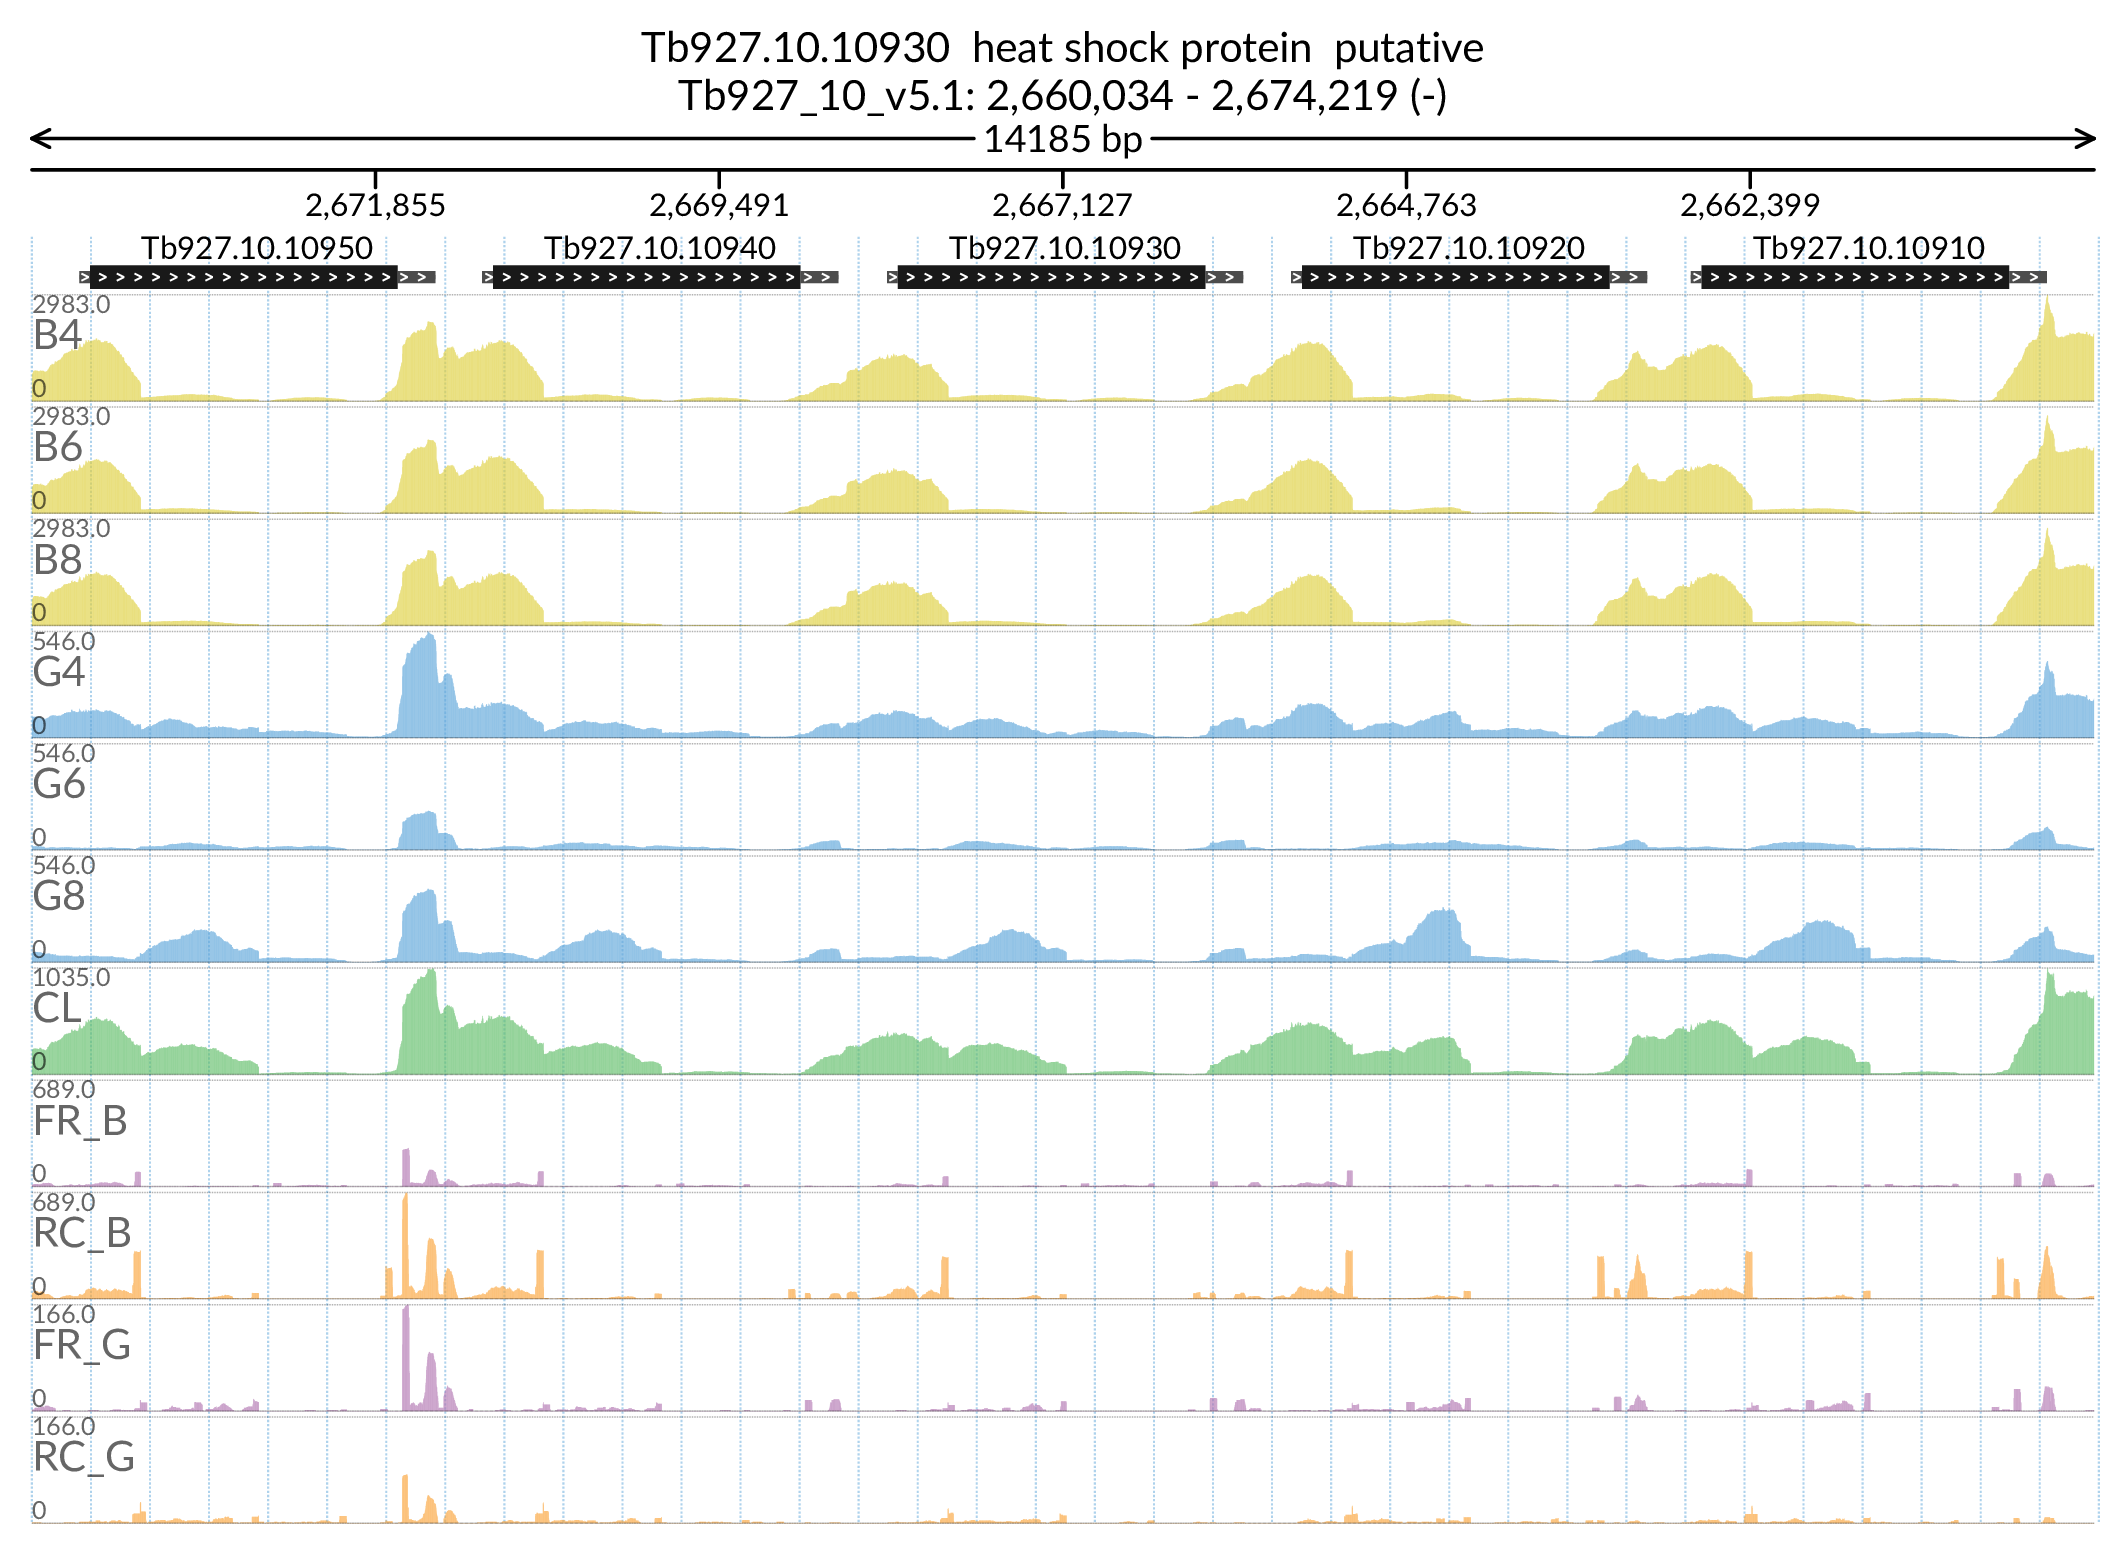 Tb927.10.10930  heat shock protein  putative
Tb927_10_v5.1: 2,660,034 - 2,674,219 (-)
14185 bp
2,671,855 2,669,491 2,667,127 2,664,763 2,662,399
Tb927.10.10950 Tb927.10.10940 Tb927.10.10930 Tb927.10.10920 Tb927.10.10910
2983.0
B4
0
2983.0
B6
0
2983.0
B8
0
546.0
G4
0
546.0
G6
0
546.0
G8
0
1035.0
CL
0
689.0
FR_B
0
689.0
RC_B
0
166.0
FR_G
0
166.0
RC_G
0